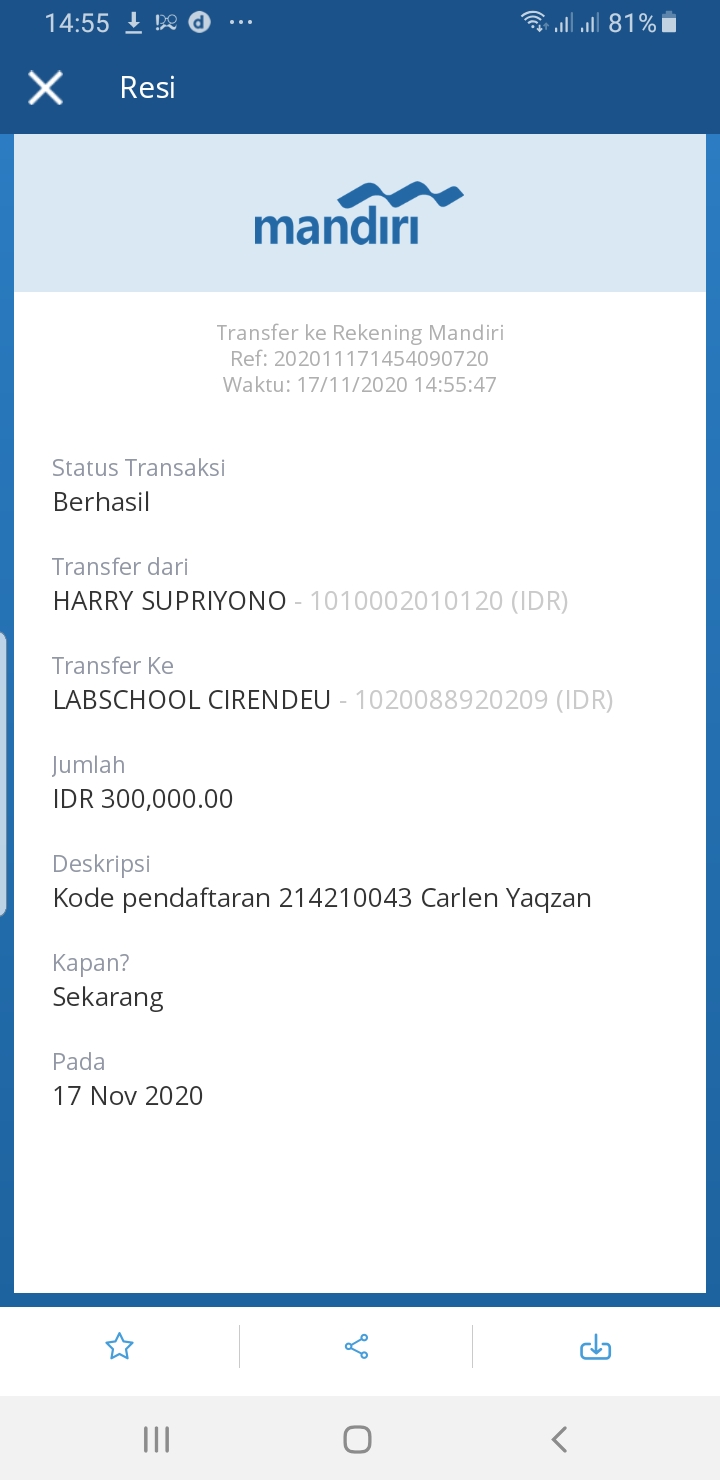 14:55
81%
Resi
mandiri
Transfer ke Rekening Mandiri
Ref: 202011171454090720
Waktu: 17/11/2020 14:55:47
Status Transaksi
Berhasil
Transfer dari
HARRY SUPRIYONO - 1010002010120 (IDR)
Transfer Ke
LABSCHOOL CIRENDEU - 1020088920209 (IDR)
Jumlah
IDR 300,000.00
Deskripsi
Kode pendaftaran 214210043 Carlen Yaqzan
Kapan?
Sekarang
Pada
17 Nov 2020